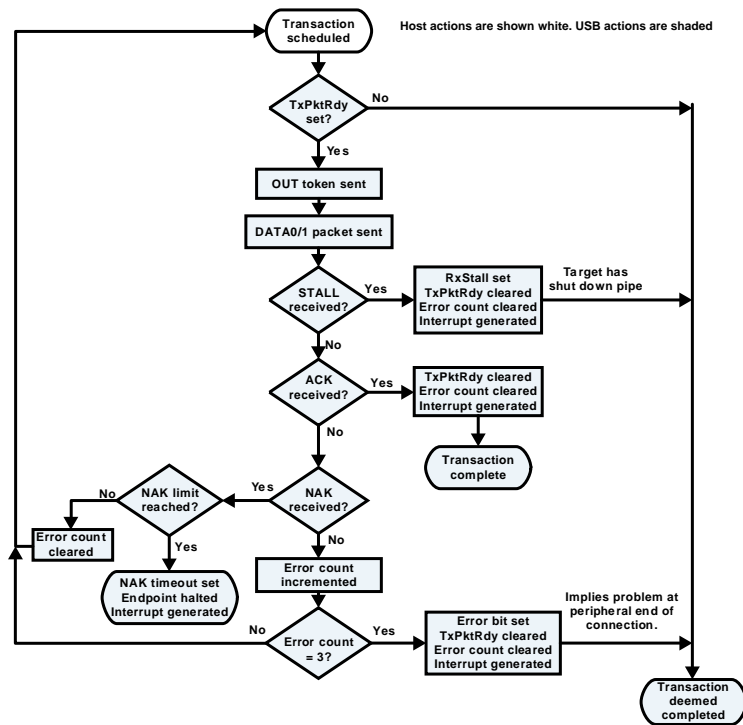 Transaction
scheduled
Host actions are shown white. USB actions are shaded
TxPktRdy
set?
No
Yes
OUT token sent
DATA0/1 packet sent
STALL
received?
Yes
RxStall set
TxPktRdy cleared
Error count cleared
Interrupt generated
Target has
shut down pipe
No
ACK
received?
Yes
TxPktRdy cleared
Error count cleared
Interrupt generated
No
Transaction
complete
NAK limit
reached?
No
Yes
NAK
received?
Yes
Error count
cleared
No
NAK timeout set
Endpoint halted
Interrupt generated
Error count
incremented
Error count
= 3?
No
Yes
Error bit set
TxPktRdy cleared
Error count cleared
Interrupt generated
Implies problem at
peripheral end of
connection.
Transaction
deemed
completed